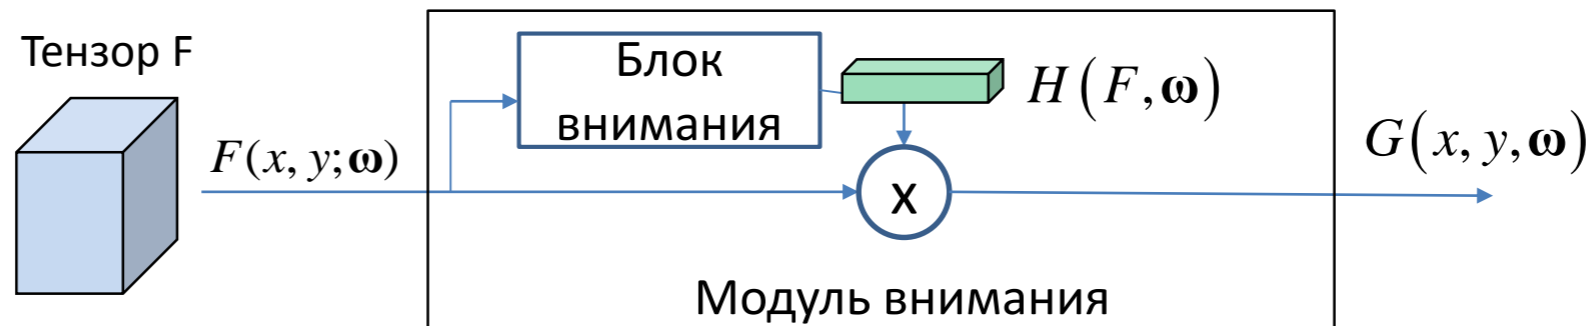 Тензор F
F(x, y;ω)
Блок
внимания
H(F,ω)
x
G(x, y,ω)
Модуль внимания